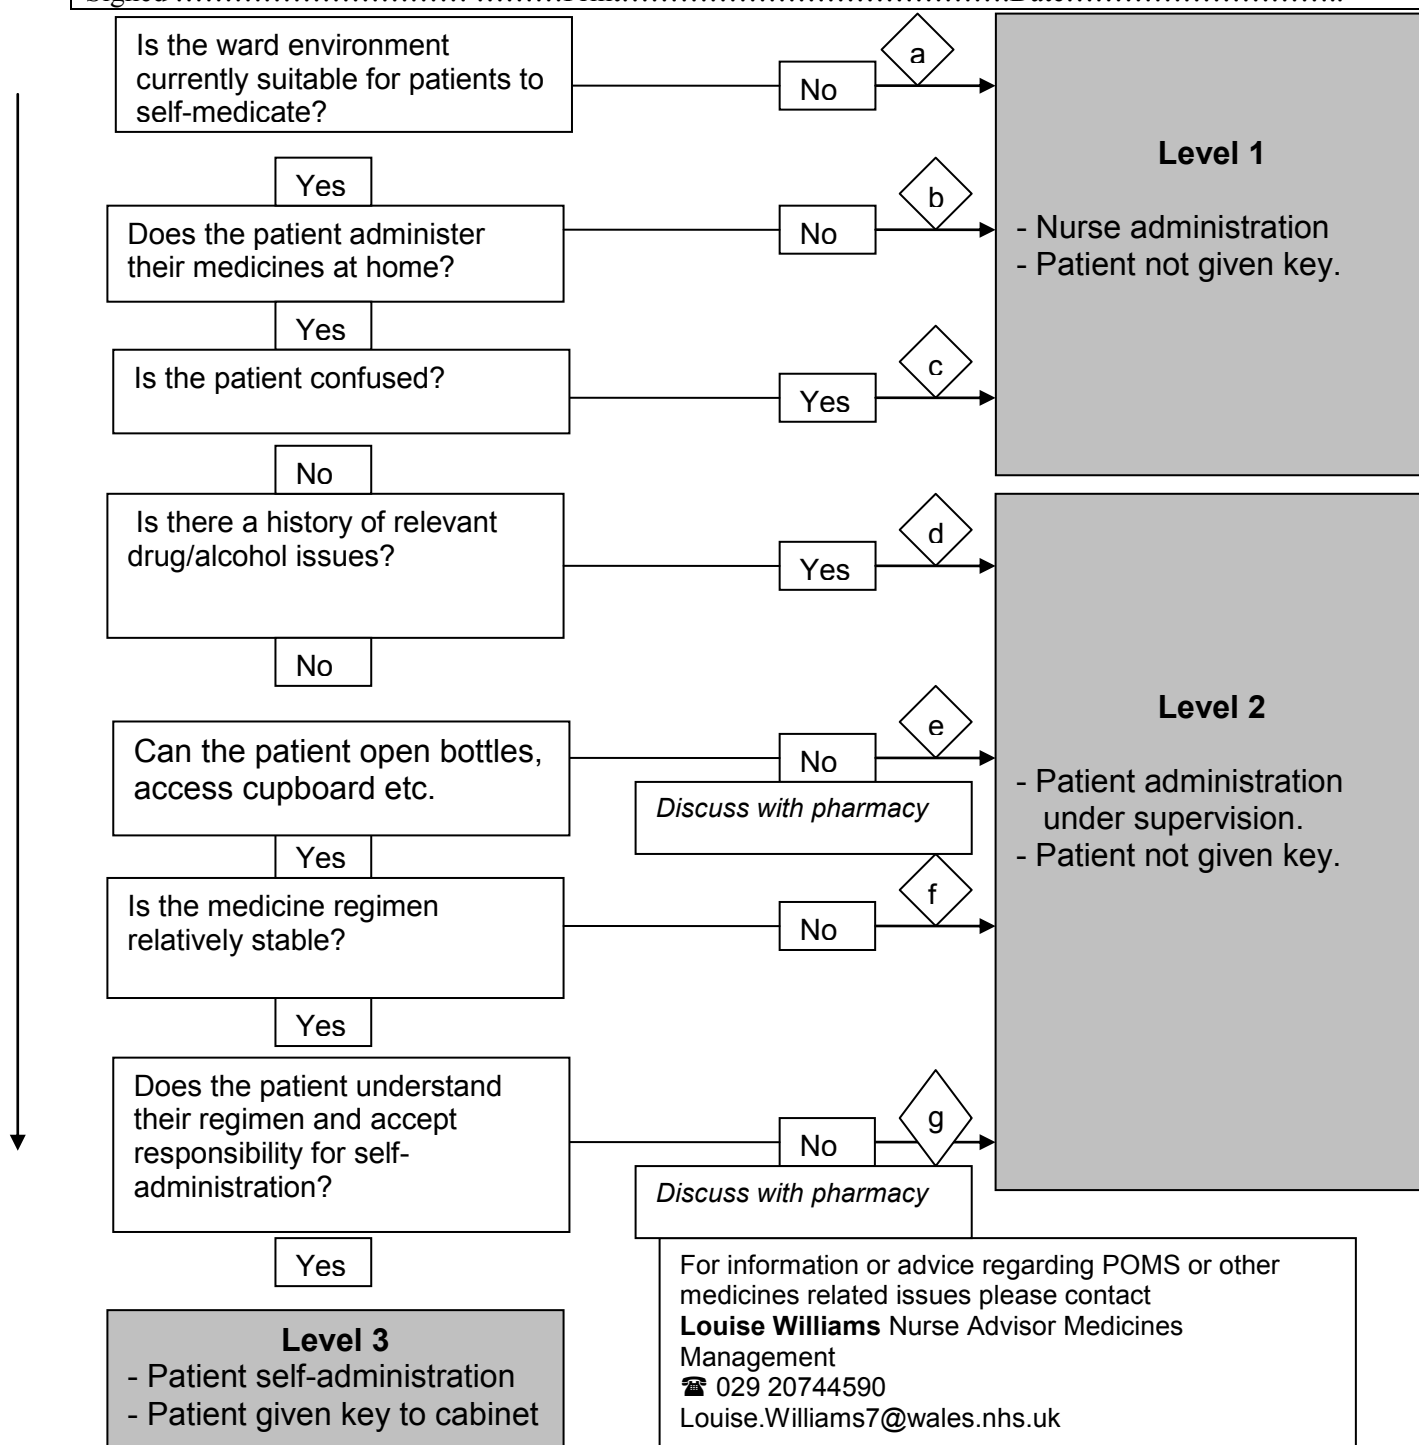 Is the ward environment
currently suitable for patients to
self-medicate?
No
a
Level 1
- Nurse administration
- Patient not given key.
Yes
Does the patient administer
their medicines at home?
No
b
Yes
Is the patient confused?
Yes
c
No
Is there a history of relevant
drug/alcohol issues?
Yes
d
Level 2
- Patient administration
under supervision.
- Patient not given key.
No
Can the patient open bottles,
access cupboard etc.
No
e
Discuss with pharmacy
Yes
Is the medicine regimen
relatively stable?
No
f
Yes
Does the patient understand
their regimen and accept
responsibility for self-
administration?
No
g
Discuss with pharmacy
Yes
Level 3
- Patient self-administration
- Patient given key to cabinet
For information or advice regarding POMS or other
medicines related issues please contact
Louise Williams Nurse Advisor Medicines
Management
☎ 029 20744590
Louise.Williams7@wales.nhs.uk